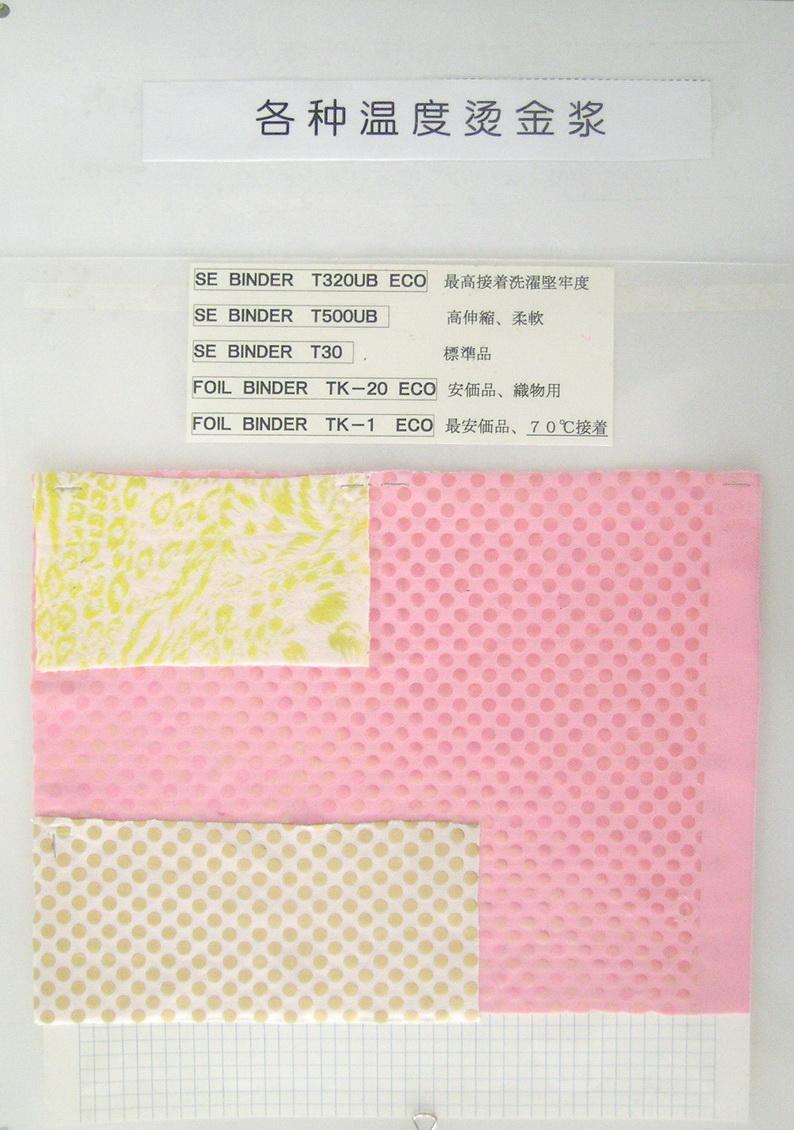 各种温度烫金浆
SE BINDER T320UB ECO 最高接着洗濯堅牢度
SE BINDER T500UB 高伸縮、柔軟
SE BINDER T30 標準品
FOIL BINDER TK－20 ECO 安価品、織物用
FOIL BINDER TK－1 ECO 最安価品、７０℃接着